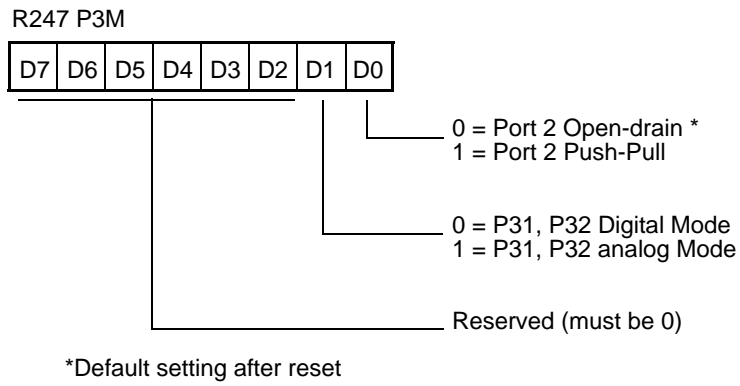 R247 P3M
D7 D6 D5 D4 D3 D2 D1 D0
0 = Port 2 Open-drain *
1 = Port 2 Push-Pull
0 = P31, P32 Digital Mode
1 = P31, P32 analog Mode
Reserved (must be 0)
*Default setting after reset